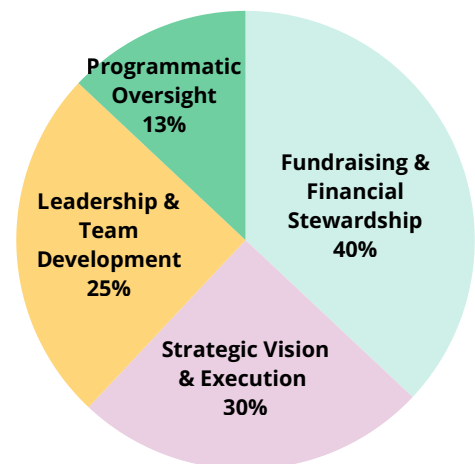 Programmatic
Oversight
13%
Fundraising &
Financial
Stewardship
40%
Leadership &
Team
Development
25%
Strategic Vision
& Execution
30%